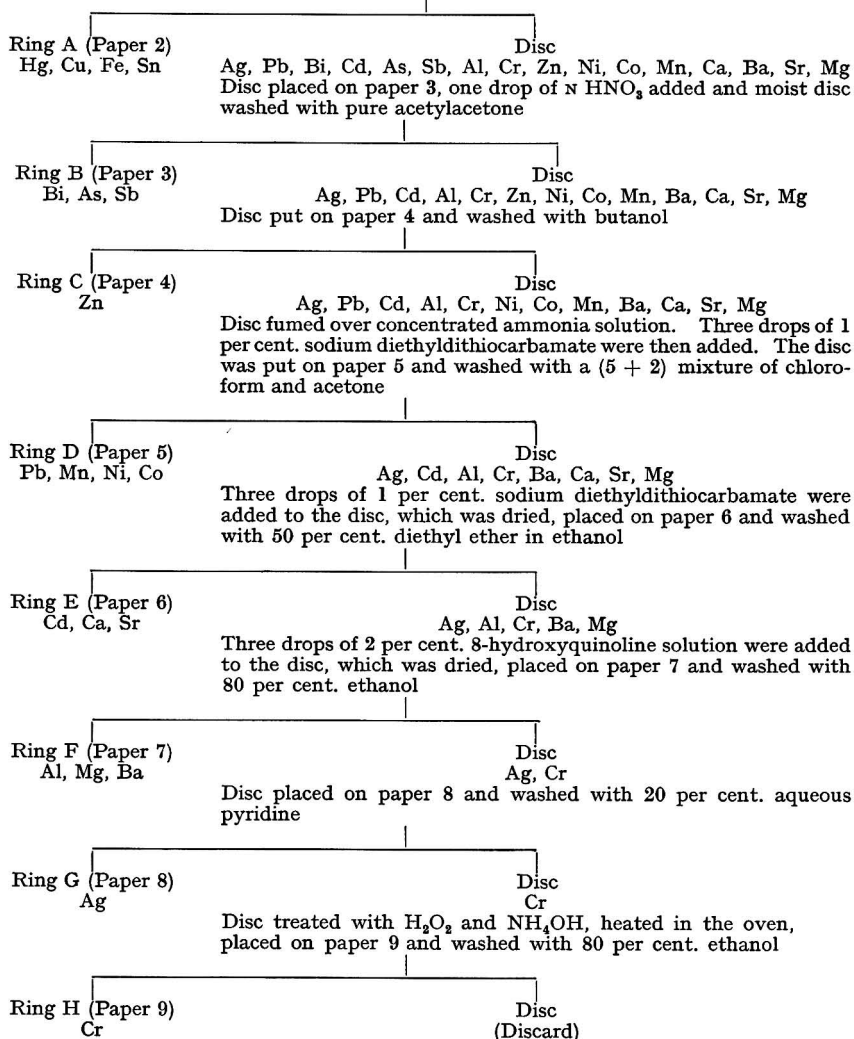 Ring A (Paper 2)
Hg, Cu, Fe, Sn
Disc
Ag, Pb, Bi, Cd, As, Sb, Al, Cr, Zn, Ni, Co, Mn, Ca, Ba, Sr, Mg
Disc placed on paper 3, one drop of N HNO₃ added and moist disc
washed with pure acetylacetone
Ring B (Paper 3)
Bi, As, Sb
Disc
Ag, Pb, Cd, Al, Cr, Zn, Ni, Co, Mn, Ba, Ca, Sr, Mg
Disc put on paper 4 and washed with butanol
Ring C (Paper 4)
Zn
Disc
Ag, Pb, Cd, Al, Cr, Ni, Co, Mn, Ba, Ca, Sr, Mg
Disc fumed over concentrated ammonia solution. Three drops of 1
per cent. sodium diethyldithiocarbamate were then added. The disc
was put on paper 5 and washed with a (5 + 2) mixture of chloro-
form and acetone
Ring D (Paper 5)
Pb, Mn, Ni, Co
Disc
Ag, Cd, Al, Cr, Ba, Ca, Sr, Mg
Three drops of 1 per cent. sodium diethyldithiocarbamate were
added to the disc, which was dried, placed on paper 6 and washed
with 50 per cent. diethyl ether in ethanol
Ring E (Paper 6)
Cd, Ca, Sr
Disc
Ag, Al, Cr, Ba, Mg
Three drops of 2 per cent. 8-hydroxyquinoline solution were added
to the disc, which was dried, placed on paper 7 and washed with
80 per cent. ethanol
Ring F (Paper 7)
Al, Mg, Ba
Disc
Ag, Cr
Disc placed on paper 8 and washed with 20 per cent. aqueous
pyridine
Ring G (Paper 8)
Ag
Disc
Cr
Disc treated with H₂O₂ and NH₄OH, heated in the oven,
placed on paper 9 and washed with 80 per cent. ethanol
Ring H (Paper 9)
Cr
Disc
(Discard)